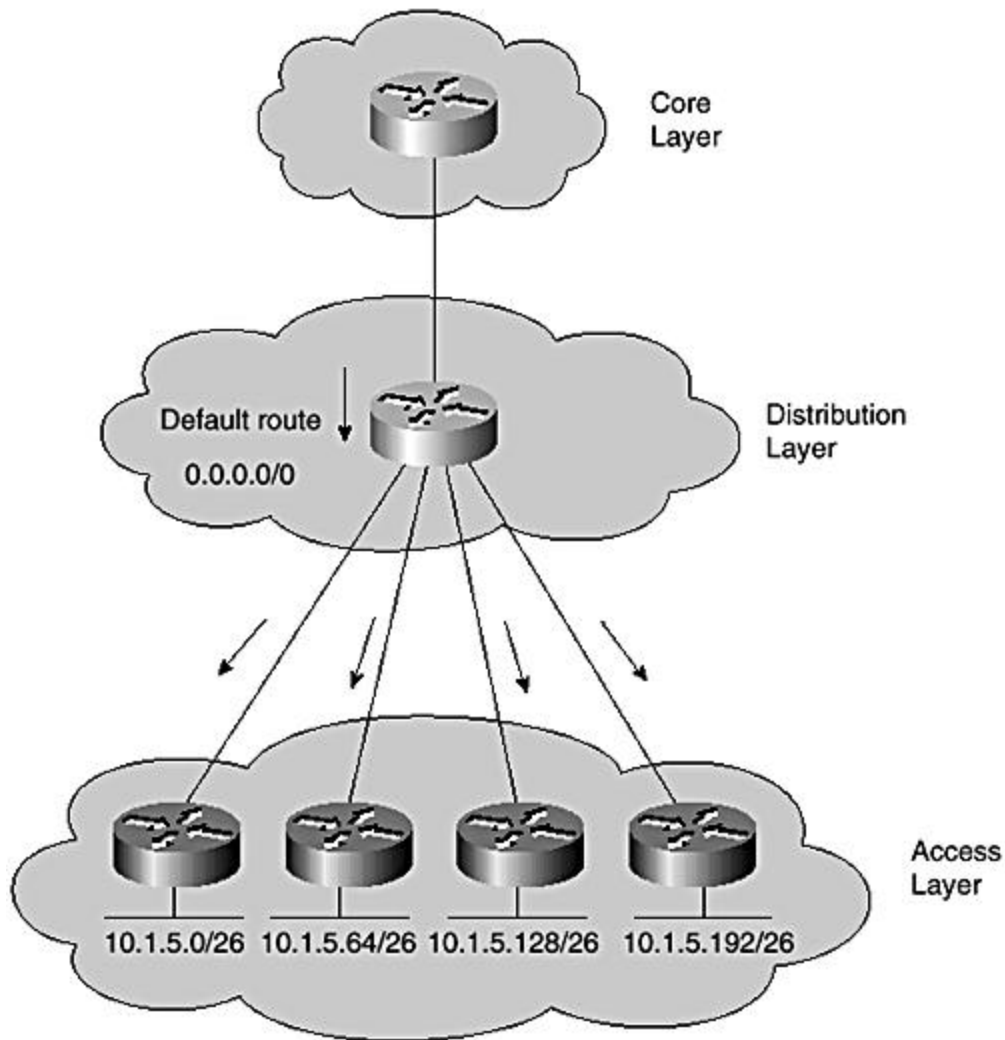 Core
Layer
Default route
0.0.0.0/0
Distribution
Layer
Access
Layer
10.1.5.0/26
10.1.5.64/26
10.1.5.128/26
10.1.5.192/26